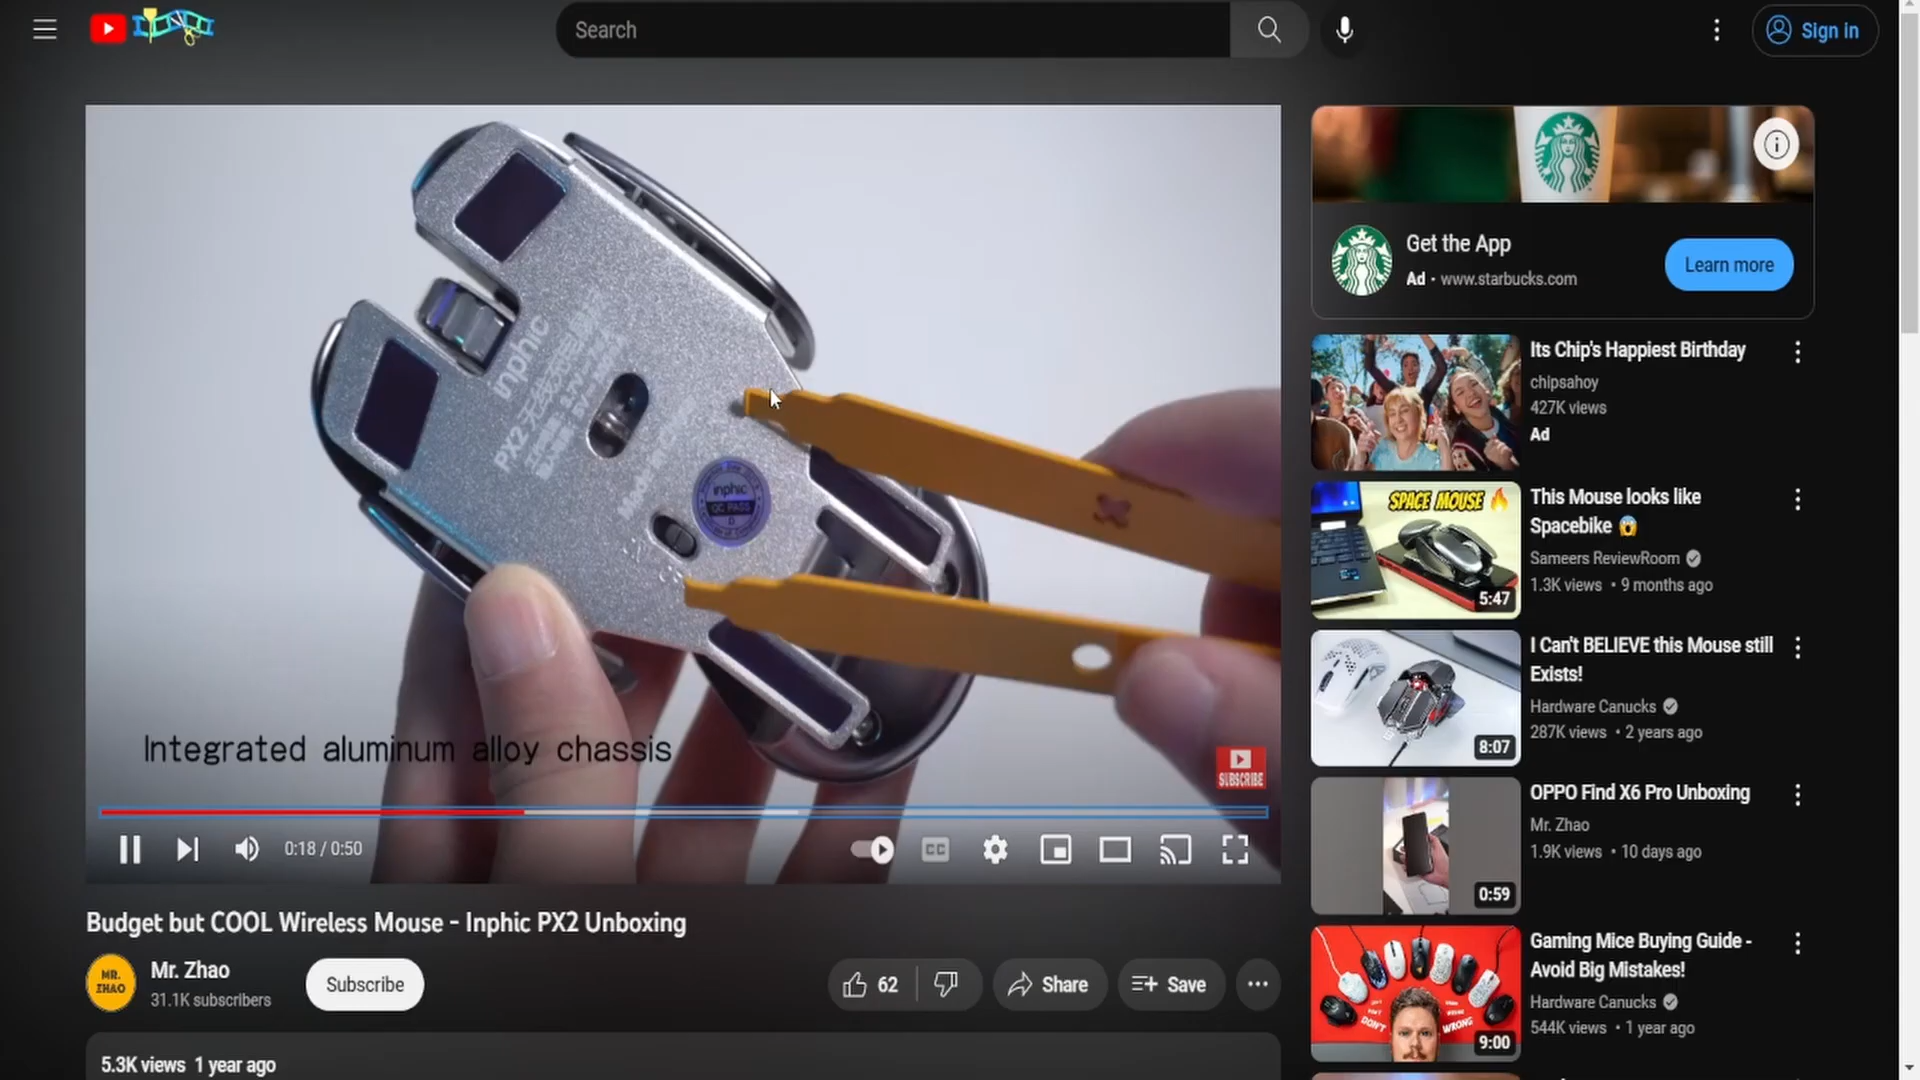 Search
Sign in
inphic
PX2
inphic
QC PASS
D
Integrated aluminum alloy chassis
SUBSCRIBE
0:18 / 0:50
CC
Budget but COOL Wireless Mouse - Inphic PX2 Unboxing
MR.
ZHAO
Mr. Zhao
31.1K subscribers
Subscribe
62
Share
Save
5.3K views 1 year ago
Get the App
Ad · www.starbucks.com
Learn more
Its Chip's Happiest Birthday
chipsahoy
427K views
Ad
SPACE MOUSE
5:47
This Mouse looks like
Spacebike 😱
Sameers ReviewRoom
1.3K views • 9 months ago
8:07
I Can't BELIEVE this Mouse still
Exists!
Hardware Canucks
287K views • 2 years ago
0:59
OPPO Find X6 Pro Unboxing
Mr. Zhao
1.9K views • 10 days ago
DON'T
WRONG
9:00
Gaming Mice Buying Guide -
Avoid Big Mistakes!
Hardware Canucks
544K views • 1 year ago